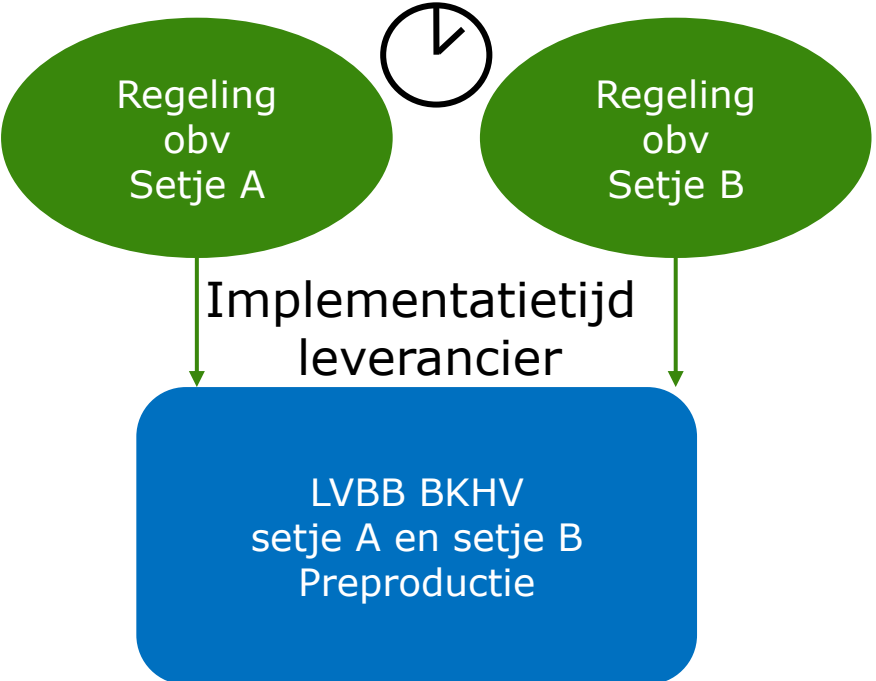 Regeling
obv
Setje A
Regeling
obv
Setje B
Implementatietijd
leverancier
LVBB BKHV
setje A en setje B
Preproductie